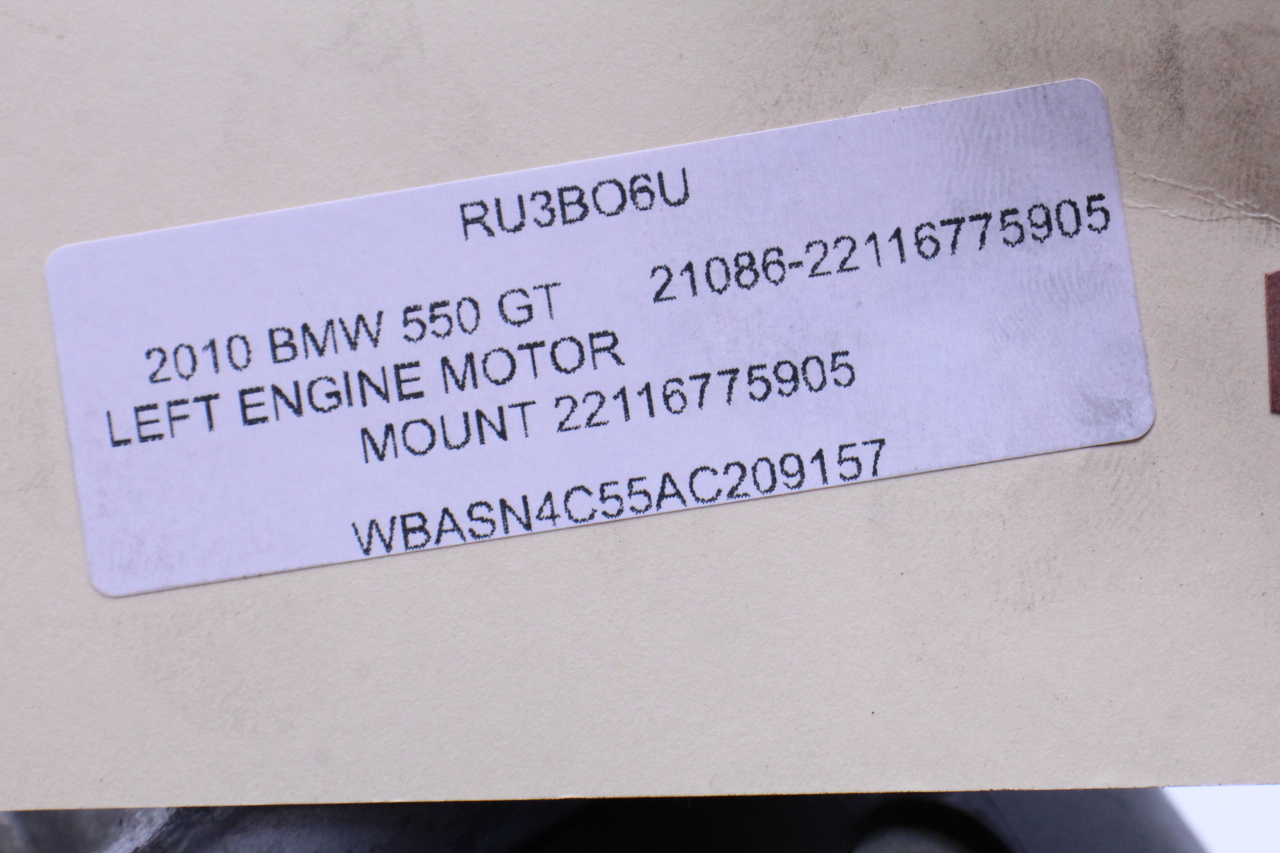 RU3BO6U
21086-22116775905
2010 BMW 550 GT
LEFT ENGINE MOTOR
MOUNT 22116775905
WBASN4C55AC209157